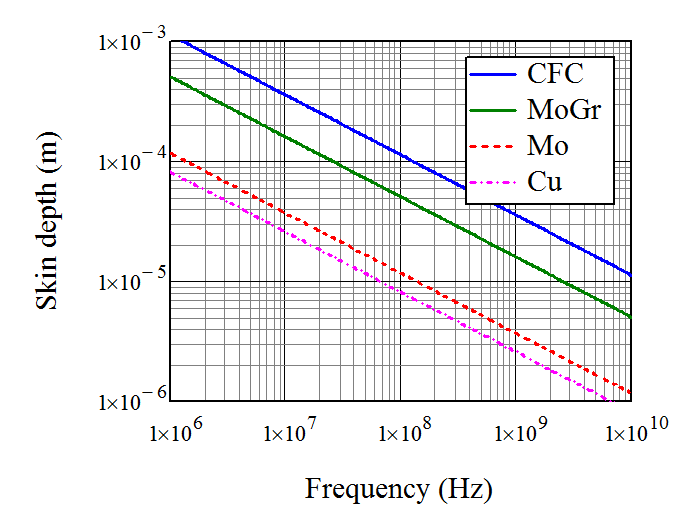 1×10⁻³
1×10⁻⁴
1×10⁻⁵
1×10⁻⁶
Skin depth (m)
CFC
MoGr
Mo
Cu
1×10⁶ 1×10⁷ 1×10⁸ 1×10⁹ 1×10¹⁰
Frequency (Hz)